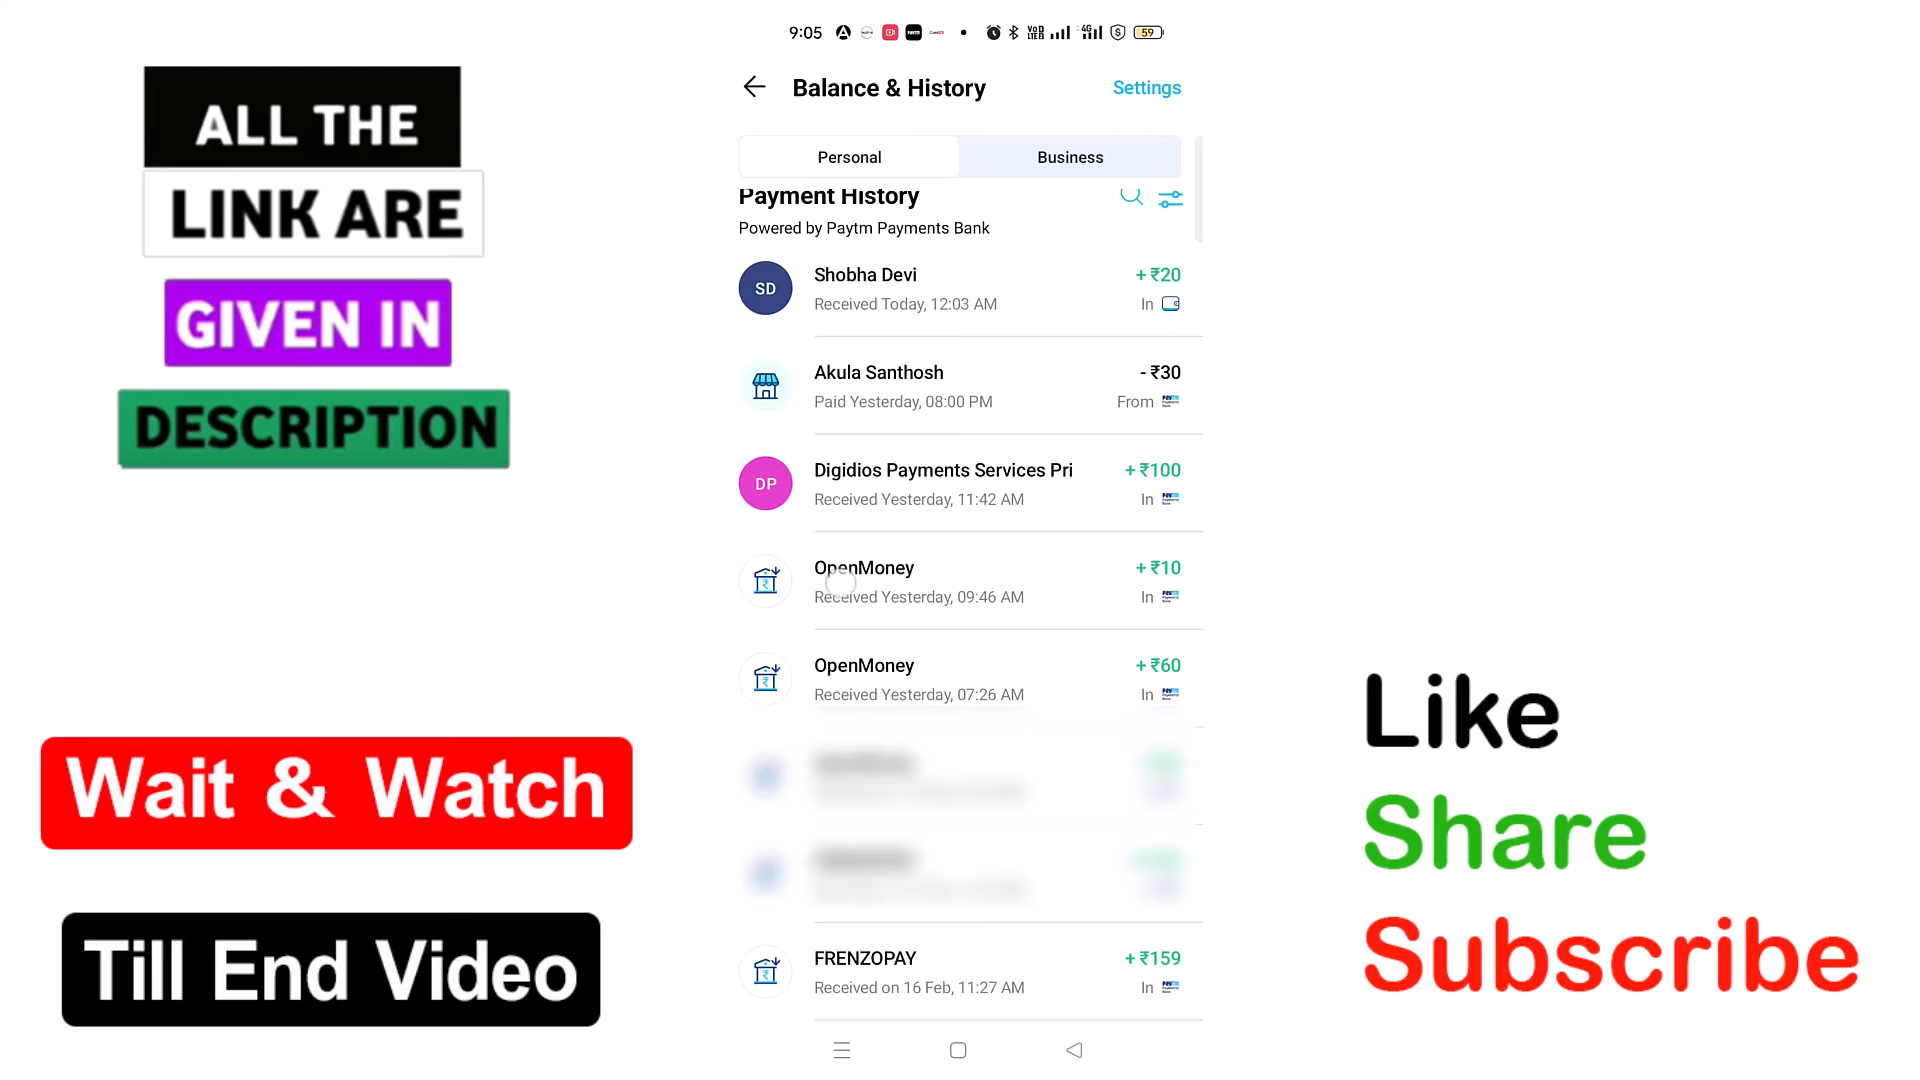 ALL THE
LINK ARE
GIVEN IN
DESCRIPTION
Wait & Watch
Till End Video
9:05
4G
59
Balance & History
Settings
Personal
Business
Payment History
Powered by Paytm Payments Bank
SD
Shobha Devi
+ ₹20
Received Today, 12:03 AM
In
Akula Santhosh
- ₹30
Paid Yesterday, 08:00 PM
From
DP
Digidios Payments Services Pri
+ ₹100
Received Yesterday, 11:42 AM
In
OpenMoney
+ ₹10
Received Yesterday, 09:46 AM
In
OpenMoney
+ ₹60
Received Yesterday, 07:26 AM
In
FRENZOPAY
+ ₹159
Received on 16 Feb, 11:27 AM
In
Like
Share
Subscribe